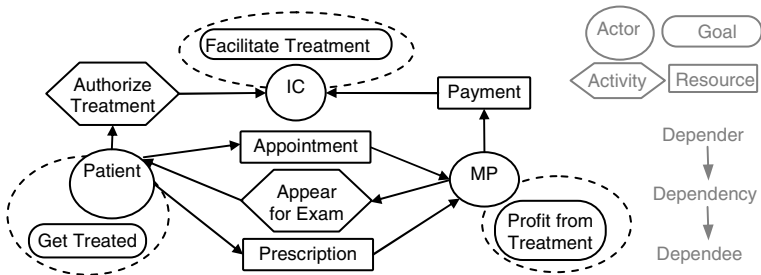 Facilitate Treatment
Actor
Goal
Authorize
Treatment
IC
Payment
Activity
Resource
Appointment
Patient
Appear
for Exam
MP
Depender
Dependency
Dependee
Get Treated
Profit from
Treatment
Prescription